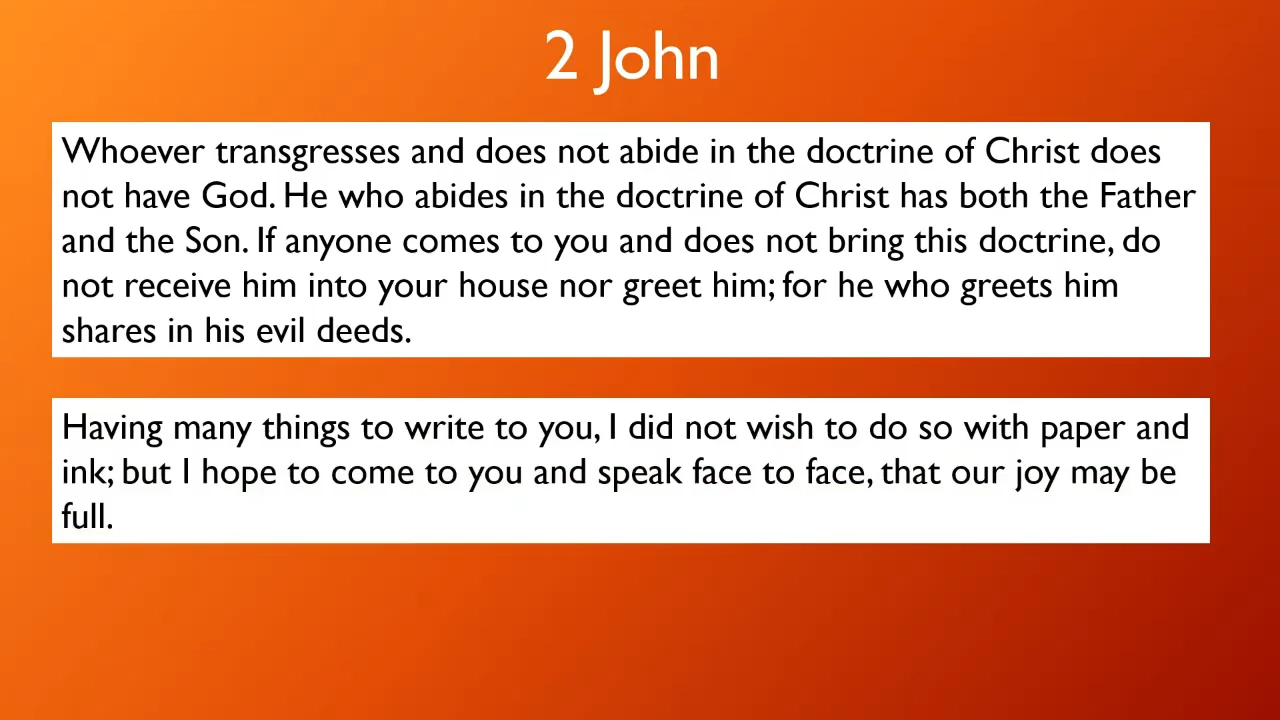 2 John
Whoever transgresses and does not abide in the doctrine of Christ does
not have God. He who abides in the doctrine of Christ has both the Father
and the Son. If anyone comes to you and does not bring this doctrine, do
not receive him into your house nor greet him; for he who greets him
shares in his evil deeds.
Having many things to write to you, I did not wish to do so with paper and
ink; but I hope to come to you and speak face to face, that our joy may be
full.